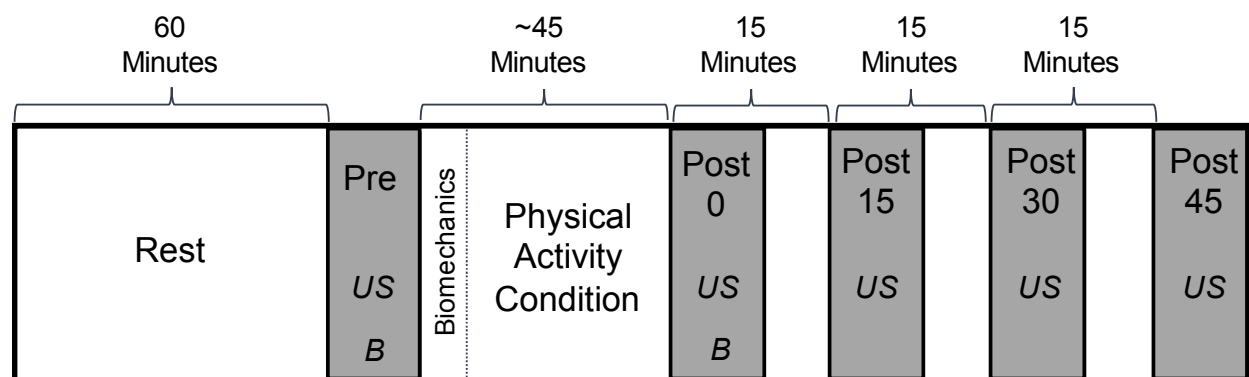 60
Minutes
~45
Minutes
15
Minutes
15
Minutes
15
Minutes
Rest
Pre
US
B
Biomechanics
Physical
Activity
Condition
Post
0
US
B
Post
15
US
Post
30
US
Post
45
US